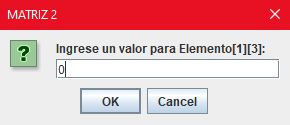 MATRIZ 2
?
Ingrese un valor para Elemento[1][3]:
0
OK
Cancel